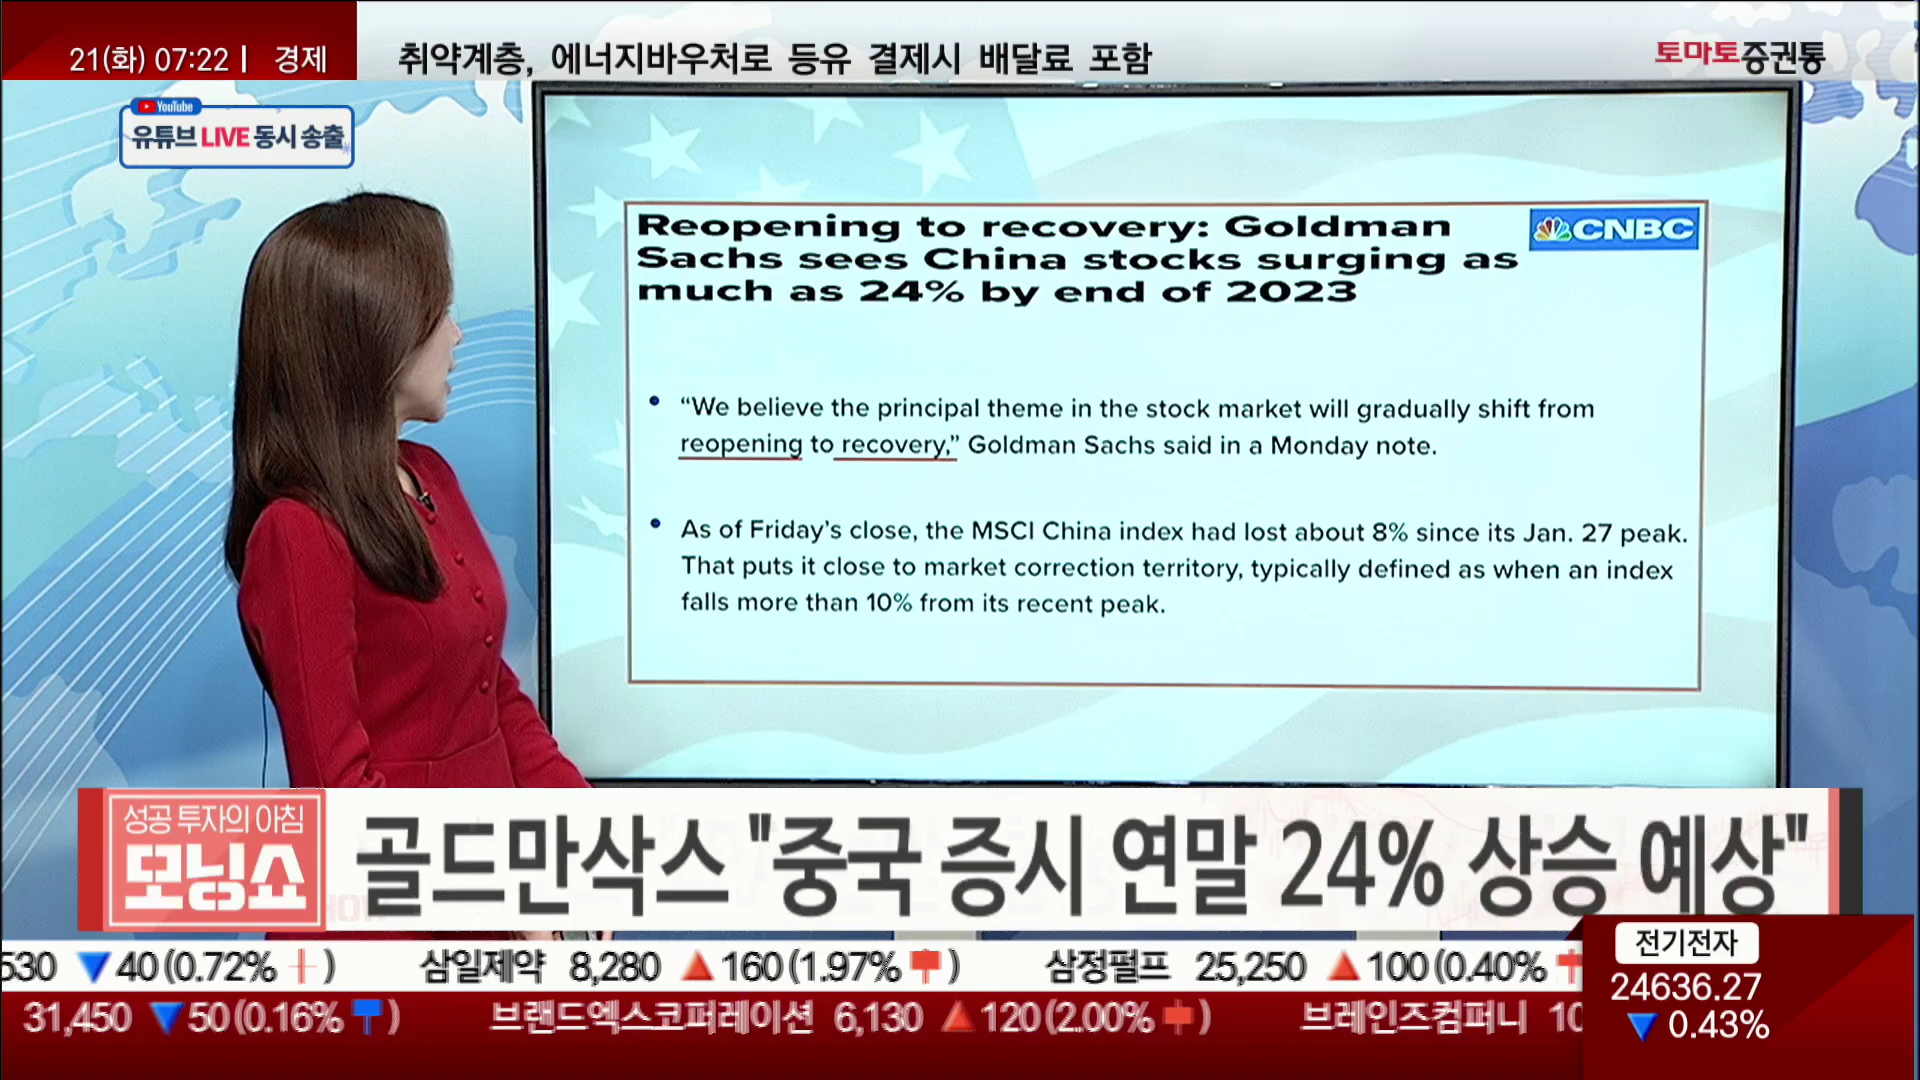 21(화) 07:22 | 경제
취약계층, 에너지바우처로 등유 결제시 배달료 포함
토마토증권통
YouTube
유튜브 LIVE 동시 송출
Reopening to recovery: Goldman
Sachs sees China stocks surging as
much as 24% by end of 2023
CNBC
• “We believe the principal theme in the stock market will gradually shift from
reopening to recovery,” Goldman Sachs said in a Monday note.
• As of Friday’s close, the MSCI China index had lost about 8% since its Jan. 27 peak.
That puts it close to market correction territory, typically defined as when an index
falls more than 10% from its recent peak.
성공 투자의 아침
모닝쇼
골드만삭스 "중국 증시 연말 24% 상승 예상"
530 ▼40(0.72% ) 삼일제약 8,280 ▲160(1.97% ) 삼정펄프 25,250 ▲100(0.40%
31,450 ▼50(0.16% ) 브랜드엑스코퍼레이션 6,130 ▲120(2.00% ) 브레인즈컴퍼니 10
전기전자
24636.27
▼ 0.43%